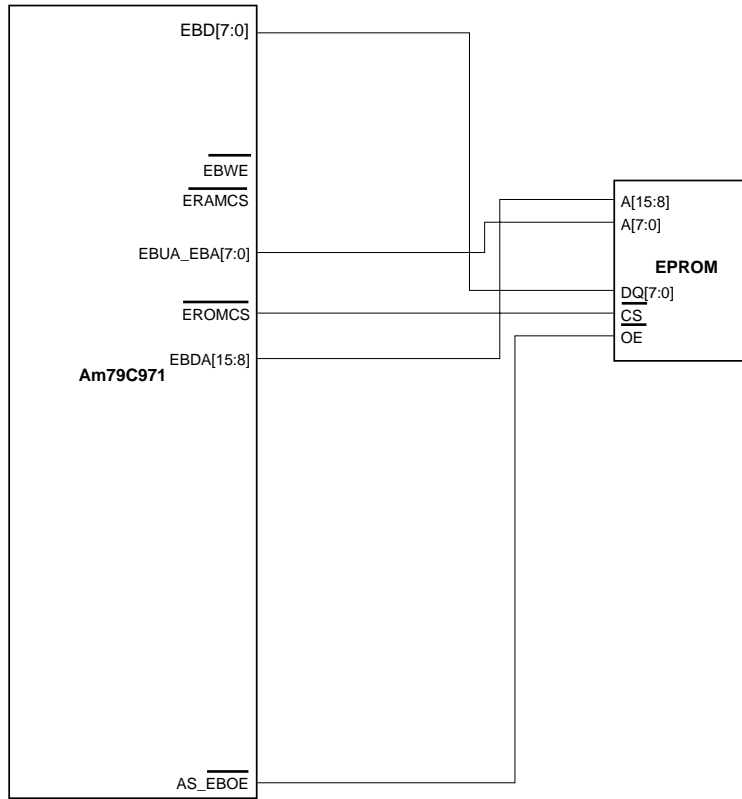 EBD[7:0]
EBWE
ERAMCS
A[15:8]
A[7:0]
EBUA_EBA[7:0]
EPROM
DQ[7:0]
EROMCS
CS
OE
EBDA[15:8]
Am79C971
AS_EBOE